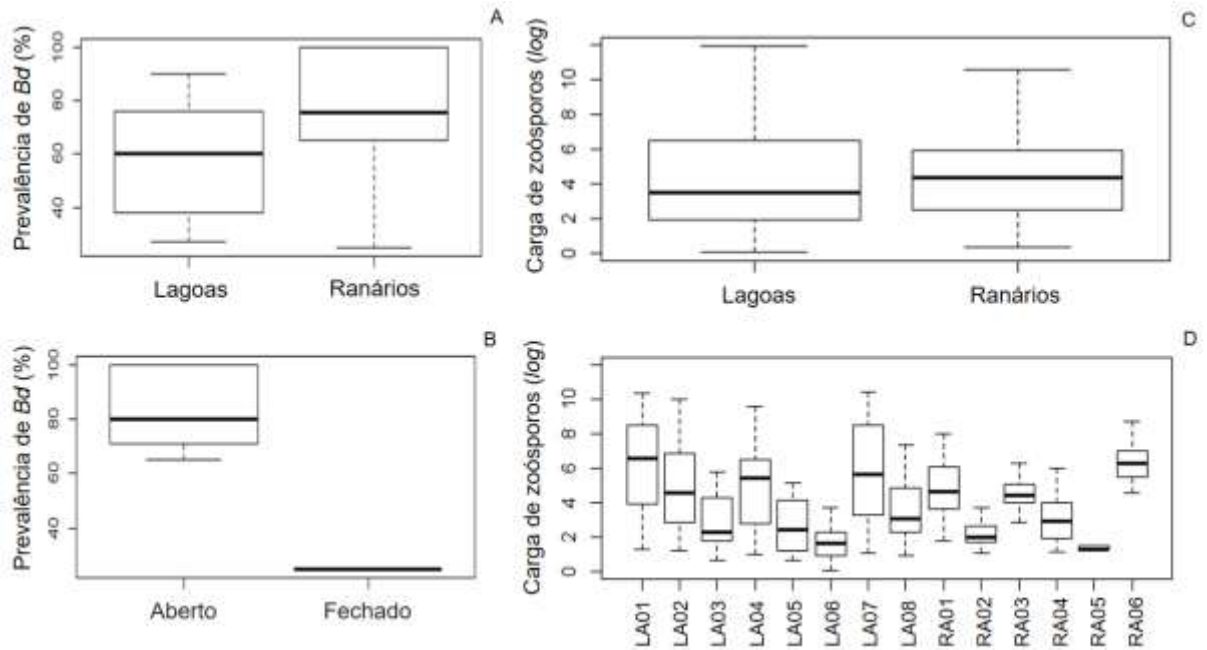 A
Prevalência de Bd (%)
100
80
60
40
Lagoas
Ranários
C
Carga de zoósporos (log)
10
8
6
4
2
0
Lagoas
Ranários
B
Prevalência de Bd (%)
100
80
60
40
Aberto
Fechado
D
Carga de zoósporos (log)
10
8
6
4
2
0
LA01
LA02
LA03
LA04
LA05
LA06
LA07
LA08
RA01
RA02
RA03
RA04
RA05
RA06